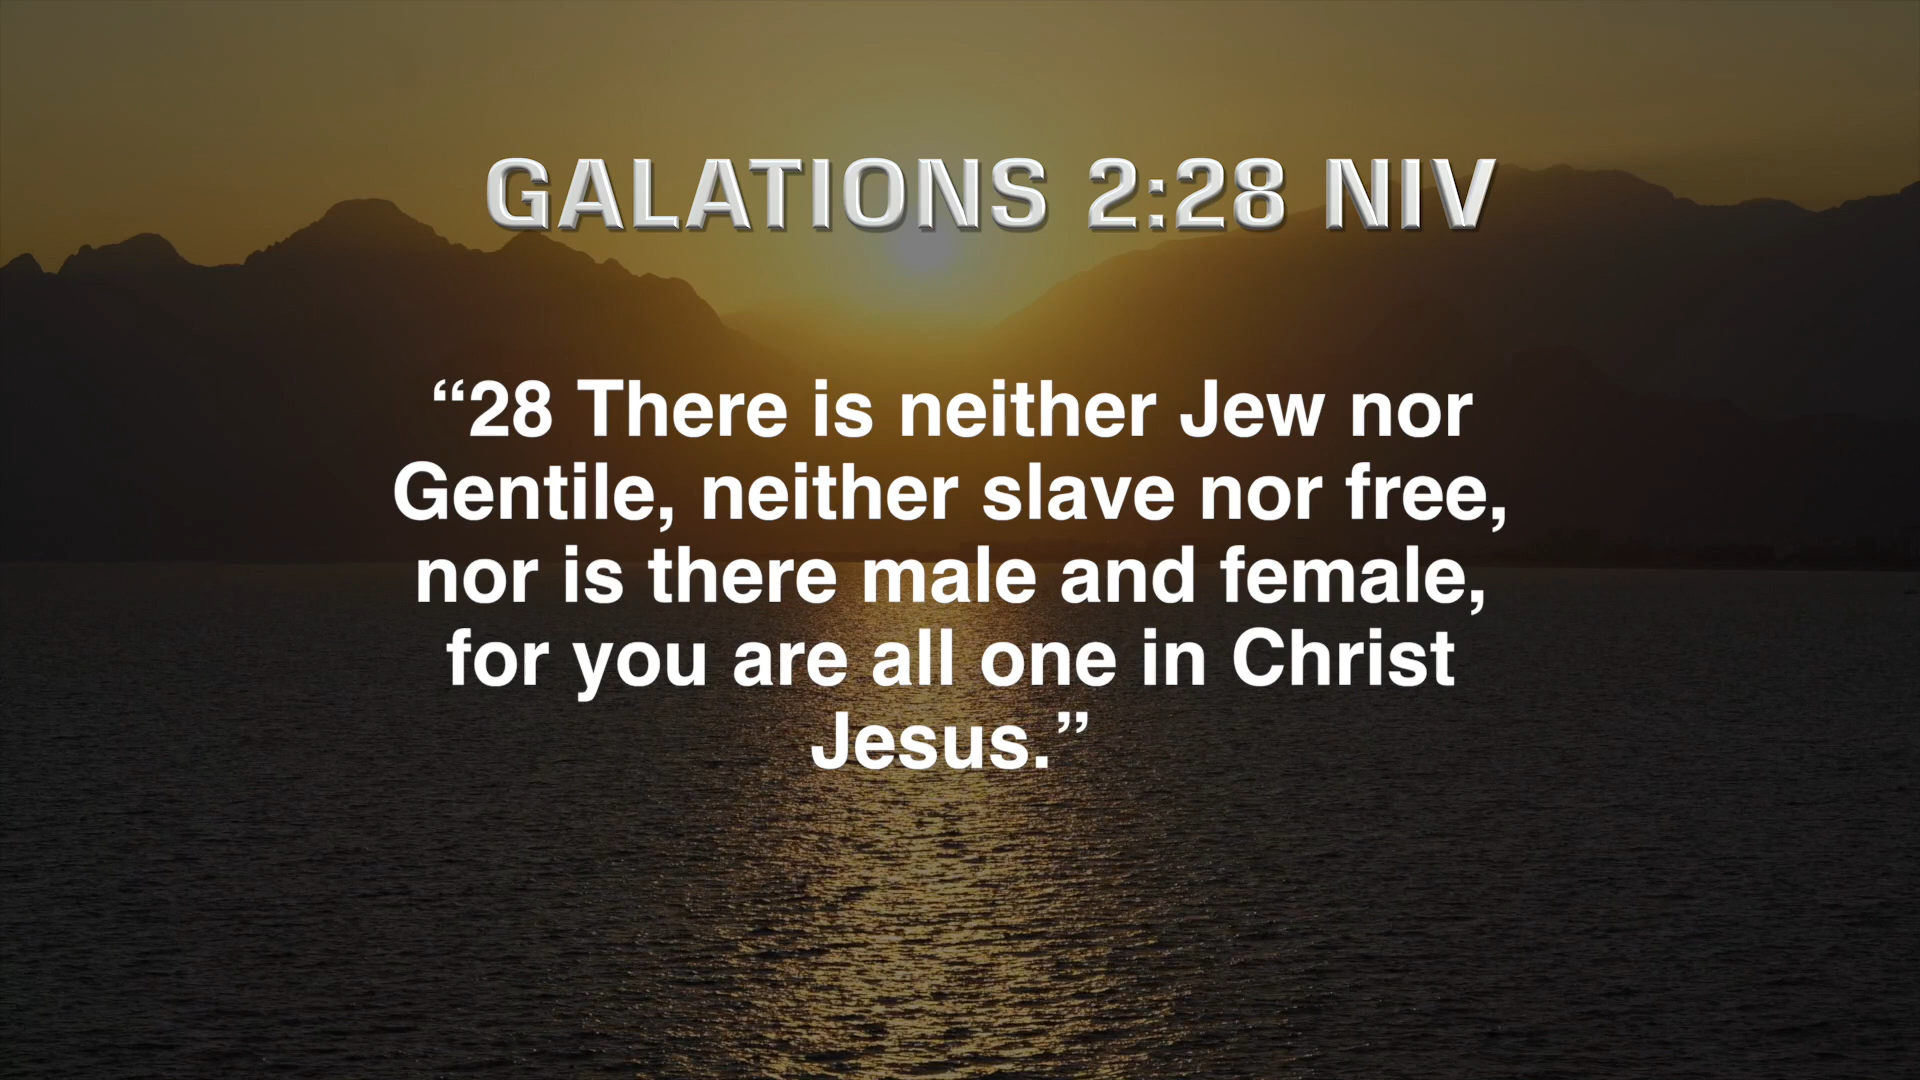 GALATIONS 2:28 NIV
“28 There is neither Jew nor
Gentile, neither slave nor free,
nor is there male and female,
for you are all one in Christ
Jesus.”